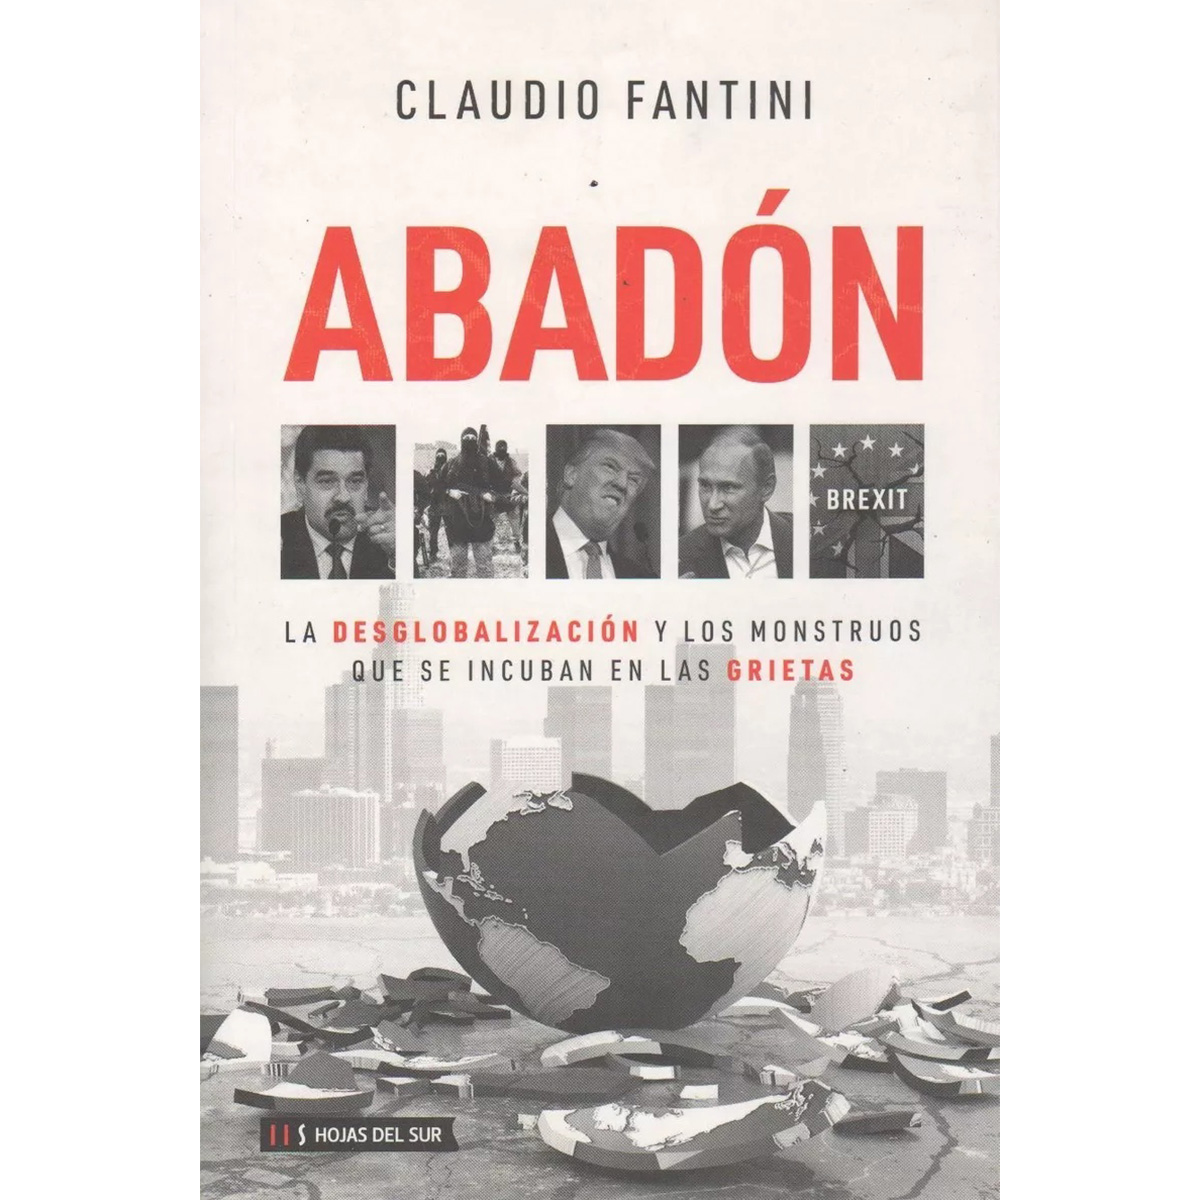 CLAUDIO FANTINI
ABADÓN
BREXIT
LA DESGLOBALIZACIÓN Y LOS MONSTRUOS
QUE SE INCUBAN EN LAS GRIETAS
HOJAS DEL SUR